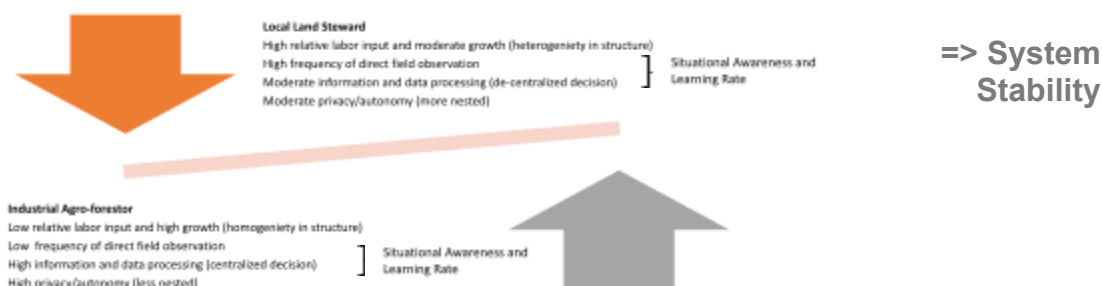 Local Land Steward
High relative labor input and moderate growth (heterogeniety in structure)
High frequency of direct field observation
Moderate information and data processing (de-centralized decision)
Moderate privacy/autonomy (more nested)
Situational Awareness and
Learning Rate
=> System
Stability
Industrial Agro-forestor
Low relative labor input and high growth (homogeniety in structure)
Low frequency of direct field observation
High information and data processing (centralized decision)
High privacy/autonomy (less nested)
Situational Awareness and
Learning Rate